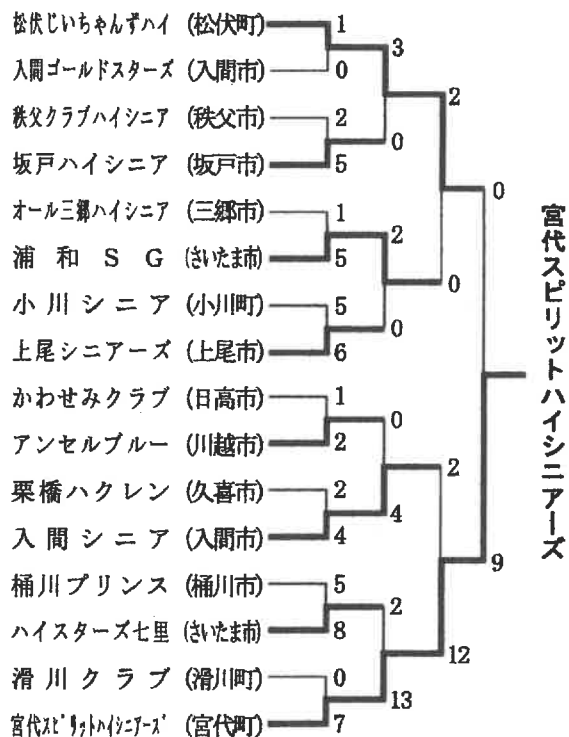 松伏じいちゃんずハイ (松伏町) 1
3
入間ゴールドスターズ (入間市) 0
2
秩父クラブハイシニア (秩父市) 2
0
坂戸ハイシニア (坂戸市) 5
0
オール三郷ハイシニア (三郷市) 1
2
浦和SG (さいたま市) 5
0
小川シニア (小川町) 5
0
上尾シニアーズ (上尾市) 6
宮代スピリットハイシニアーズ
かわせみクラブ (日高市) 1
0
アンセルブルー (川越市) 2
2
栗橋ハクレン (久喜市) 2
4
入間シニア (入間市) 4
9
桶川プリンス (桶川市) 5
2
ハイスターズ七里 (さいたま市) 8
12
滑川クラブ (滑川町) 0
13
宮代スピリットハイシニアーズ (宮代町) 7